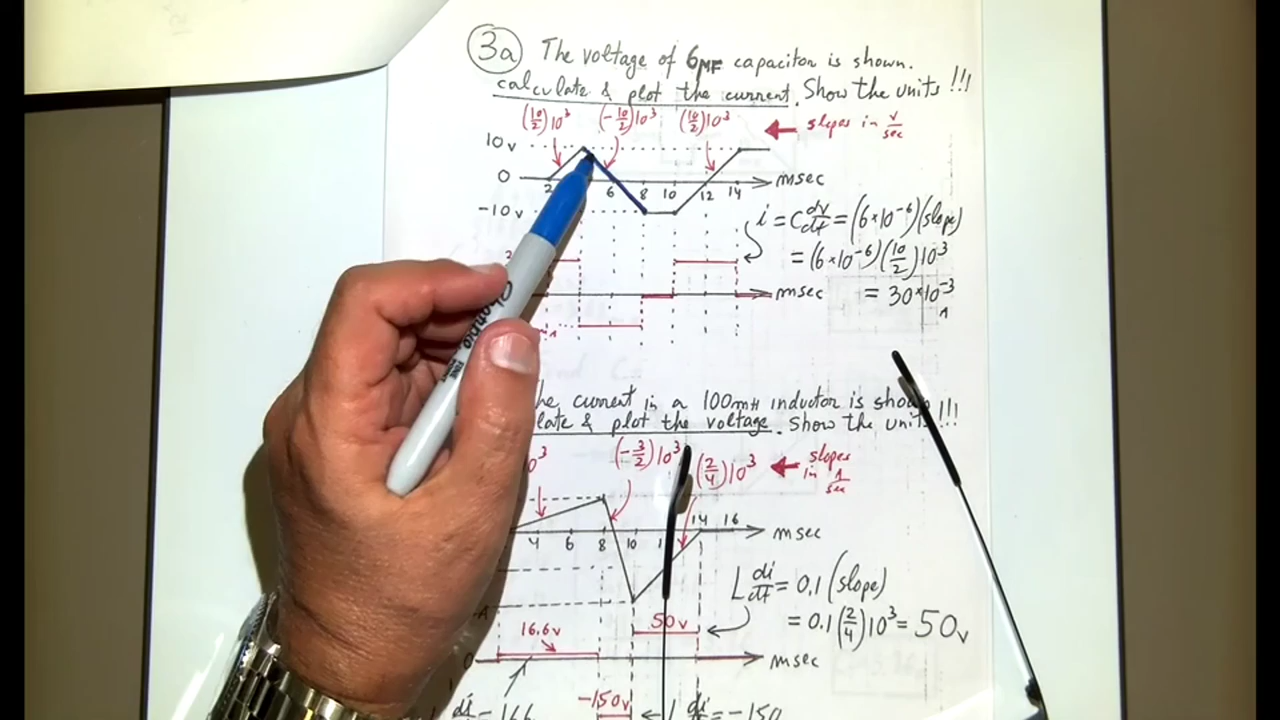 3a The voltage of 6MF capacitor is shown.
calculate & plot the current. Show the units !!!
(10/2)10³ (-10/2)10³ (10/2)10³ ← slopes in v/sec
10v
0 2 6 8 10 12 14 msec
-10v
i = C dv/dt = (6*10⁻⁶)(slope)
= (6*10⁻⁶)(10/2)10³
msec = 30*10⁻³ A
the current in a 100mH inductor is shown
plot the voltage. Show the units !!!
(-3/2)10³ (2/4)10³ ← slopes in A/sec
4 6 8 10 14 16 msec
L di/dt = 0.1 (slope)
= 0.1(2/4)10³ = 50v
16.6v 50v
0 msec
-150v
di = 16.6 di = -150